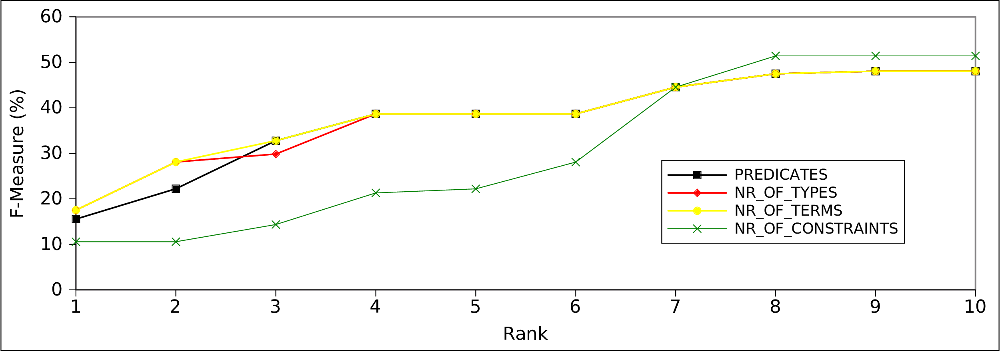 60
50
40
30
20
10
0
F-Measure (%)
1 2 3 4 5 6 7 8 9 10
Rank
PREDICATES
NR_OF_TYPES
NR_OF_TERMS
NR_OF_CONSTRAINTS